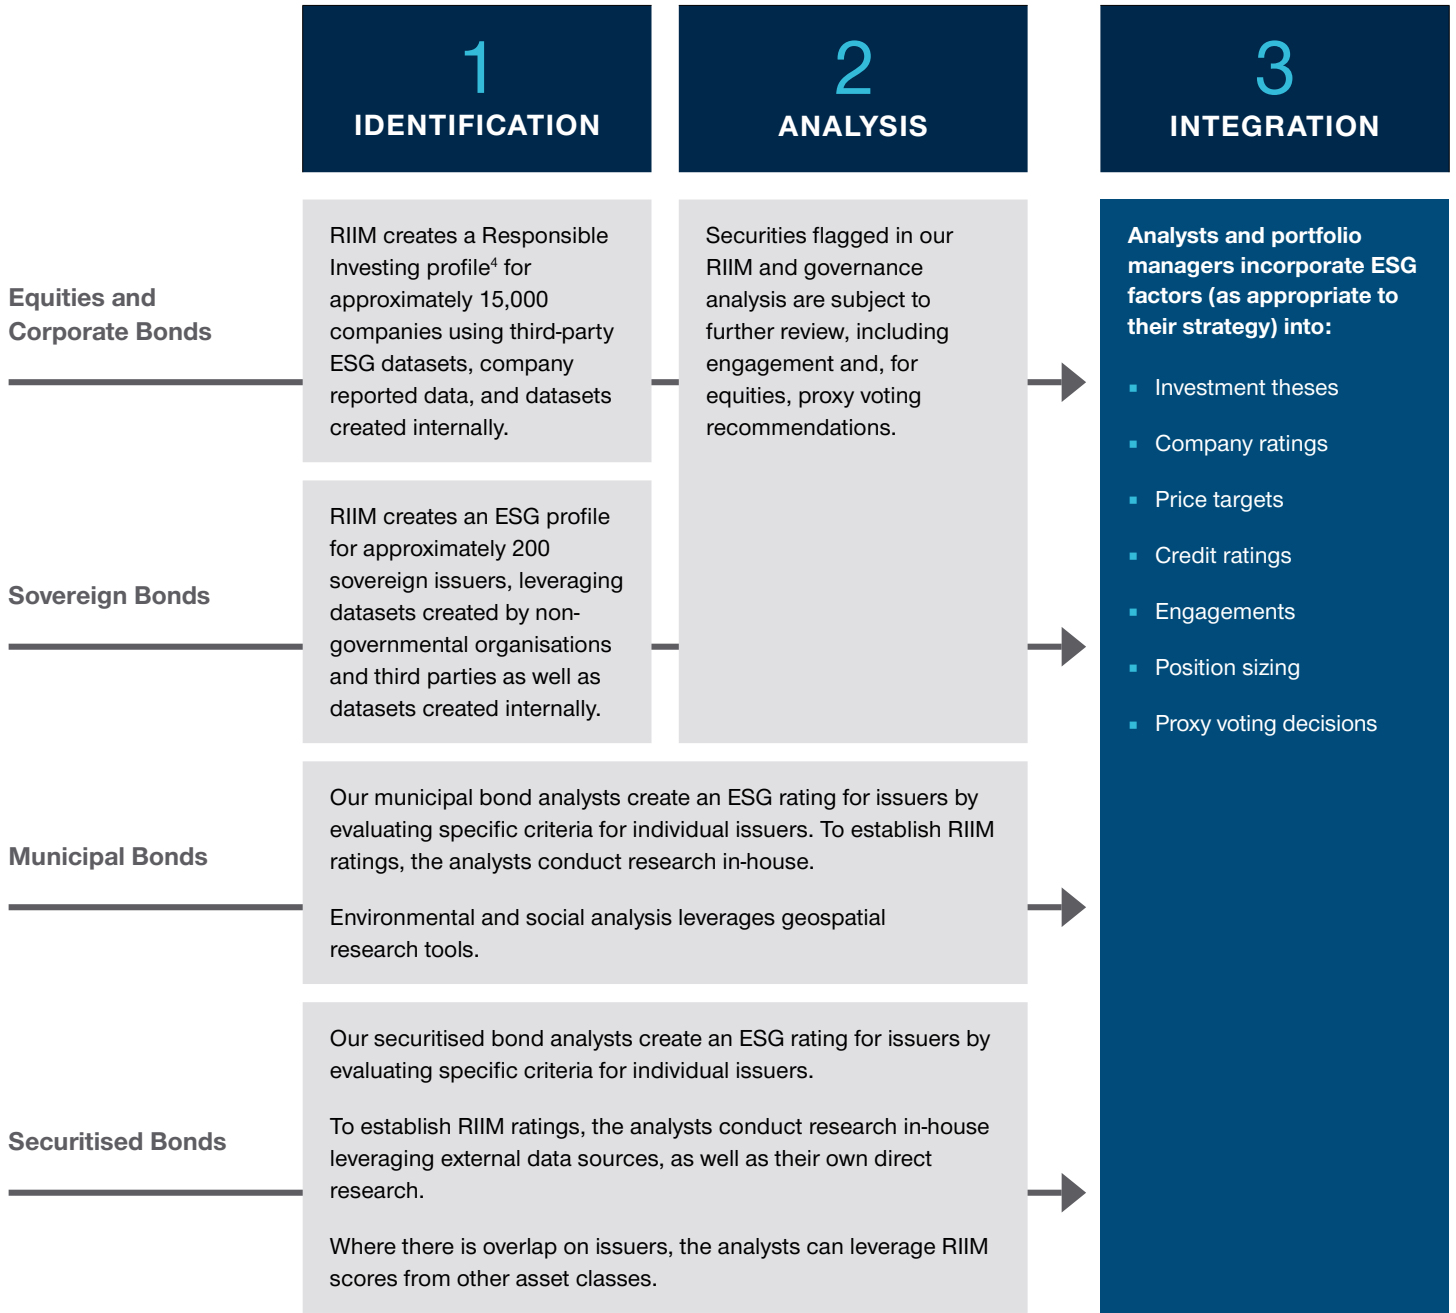 1
IDENTIFICATION
2
ANALYSIS
3
INTEGRATION
Equities and
Corporate Bonds
RIIM creates a Responsible
Investing profile⁴ for
approximately 15,000
companies using third-party
ESG datasets, company
reported data, and datasets
created internally.
Securities flagged in our
RIIM and governance
analysis are subject to
further review, including
engagement and, for
equities, proxy voting
recommendations.
Sovereign Bonds
RIIM creates an ESG profile
for approximately 200
sovereign issuers, leveraging
datasets created by non-
governmental organisations
and third parties as well as
datasets created internally.
Municipal Bonds
Our municipal bond analysts create an ESG rating for issuers by
evaluating specific criteria for individual issuers. To establish RIIM
ratings, the analysts conduct research in-house.
Environmental and social analysis leverages geospatial
research tools.
Securitised Bonds
Our securitised bond analysts create an ESG rating for issuers by
evaluating specific criteria for individual issuers.
To establish RIIM ratings, the analysts conduct research in-house
leveraging external data sources, as well as their own direct
research.
Where there is overlap on issuers, the analysts can leverage RIIM
scores from other asset classes.
Analysts and portfolio
managers incorporate ESG
factors (as appropriate to
their strategy) into:
▪ Investment theses
▪ Company ratings
▪ Price targets
▪ Credit ratings
▪ Engagements
▪ Position sizing
▪ Proxy voting decisions